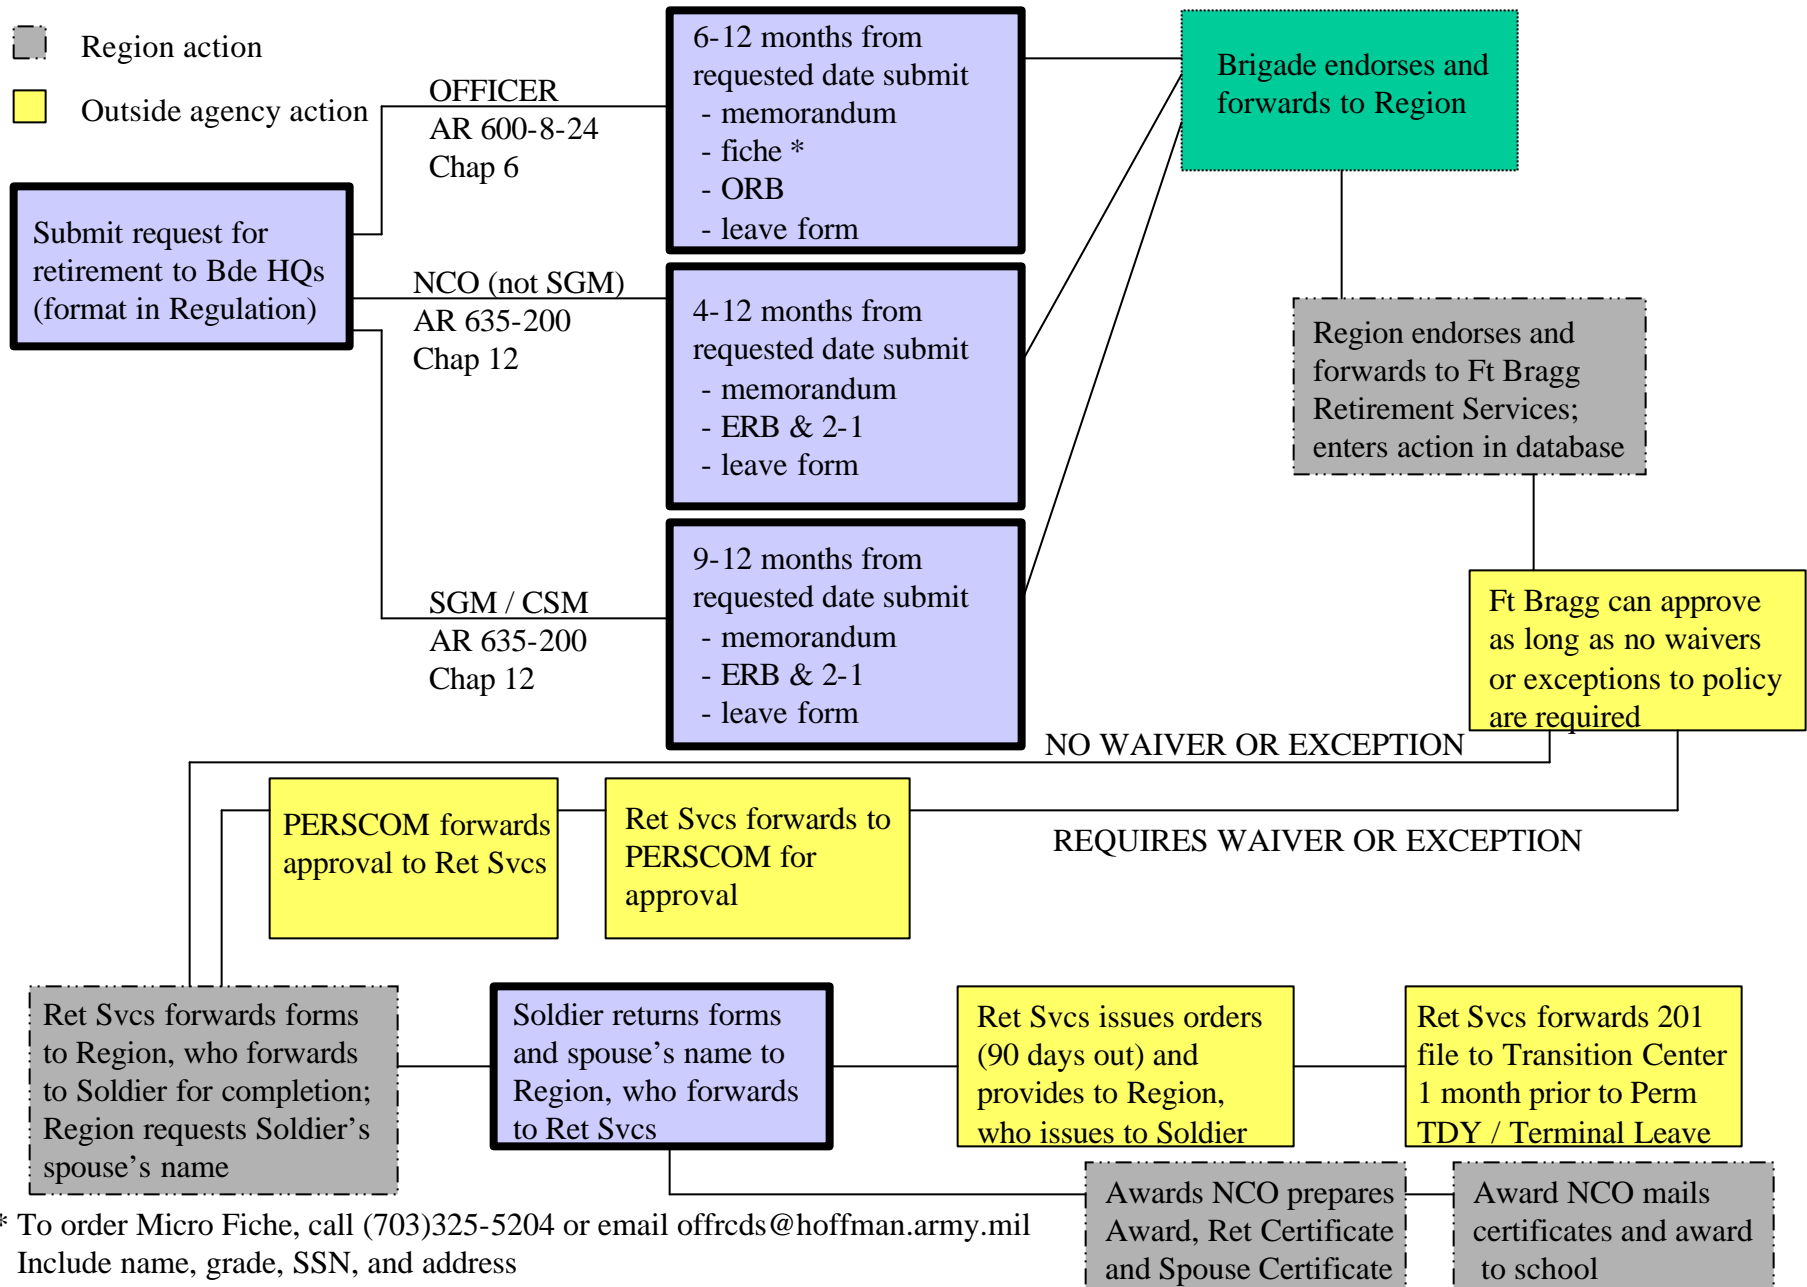 Region action
Outside agency action
Submit request for
retirement to Bde HQs
(format in Regulation)
OFFICER
AR 600-8-24
Chap 6
NCO (not SGM)
AR 635-200
Chap 12
SGM / CSM
AR 635-200
Chap 12
6-12 months from
requested date submit
- memorandum
- fiche *
- ORB
- leave form
4-12 months from
requested date submit
- memorandum
- ERB & 2-1
- leave form
9-12 months from
requested date submit
- memorandum
- ERB & 2-1
- leave form
Brigade endorses and
forwards to Region
Region endorses and
forwards to Ft Bragg
Retirement Services;
enters action in database
Ft Bragg can approve
as long as no waivers
or exceptions to policy
are required
NO WAIVER OR EXCEPTION
REQUIRES WAIVER OR EXCEPTION
Ret Svcs forwards to
PERSCOM for
approval
PERSCOM forwards
approval to Ret Svcs
Ret Svcs forwards forms
to Region, who forwards
to Soldier for completion;
Region requests Soldier's
spouse's name
Soldier returns forms
and spouse's name to
Region, who forwards
to Ret Svcs
Ret Svcs issues orders
(90 days out) and
provides to Region,
who issues to Soldier
Ret Svcs forwards 201
file to Transition Center
1 month prior to Perm
TDY / Terminal Leave
Awards NCO prepares
Award, Ret Certificate
and Spouse Certificate
Award NCO mails
certificates and award
to school
* To order Micro Fiche, call (703)325-5204 or email offrcds@hoffman.army.mil
Include name, grade, SSN, and address